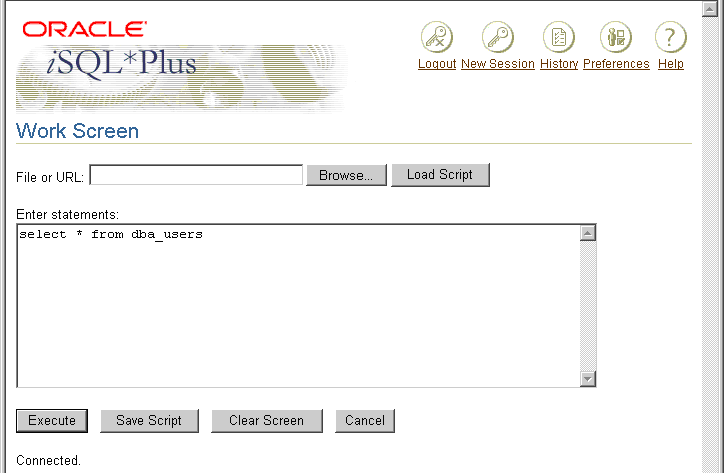 ORACLE
iSQL*Plus
Logout New Session History Preferences Help
Work Screen
File or URL: Browse... Load Script
Enter statements:
select * from dba_users
Execute Save Script Clear Screen Cancel
Connected.